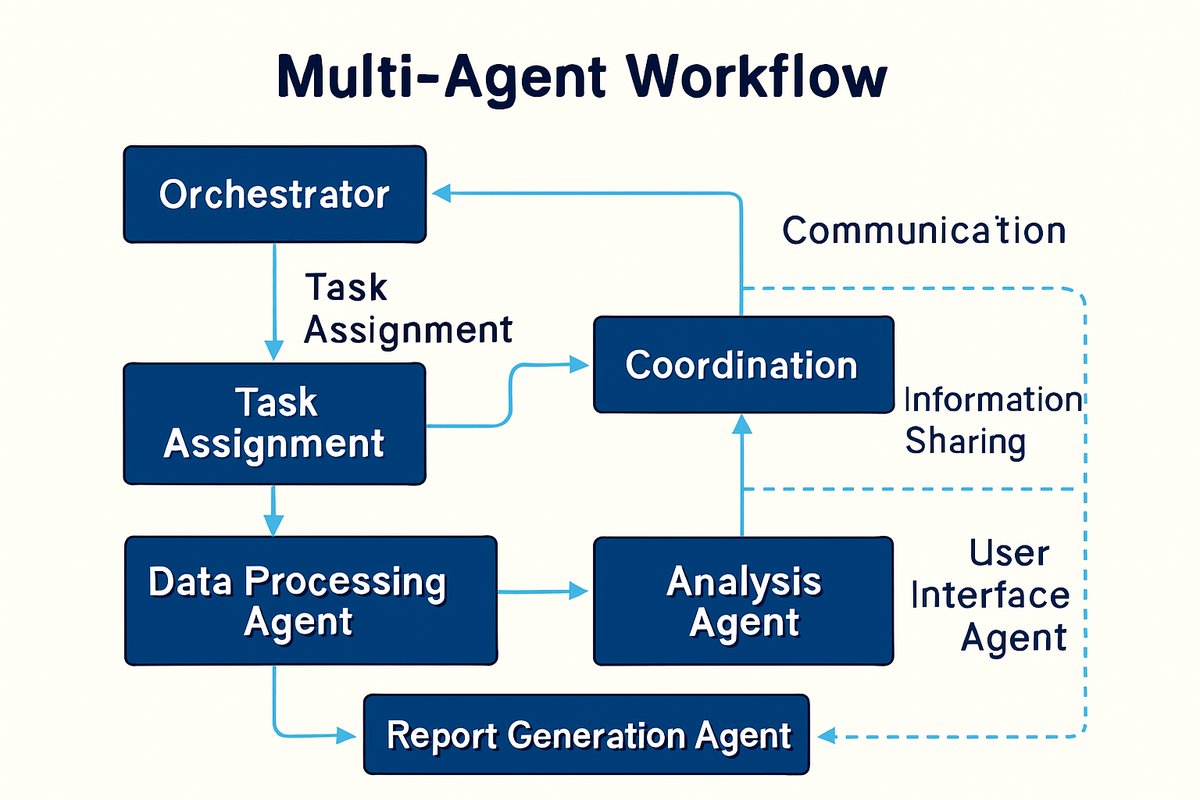 Multi-Agent Workflow
Orchestrator
Communication
Task
Assignment
Task
Assignment
Coordination
Information
Sharing
Data Processing
Agent
Analysis
Agent
User
Interface
Agent
Report Generation Agent